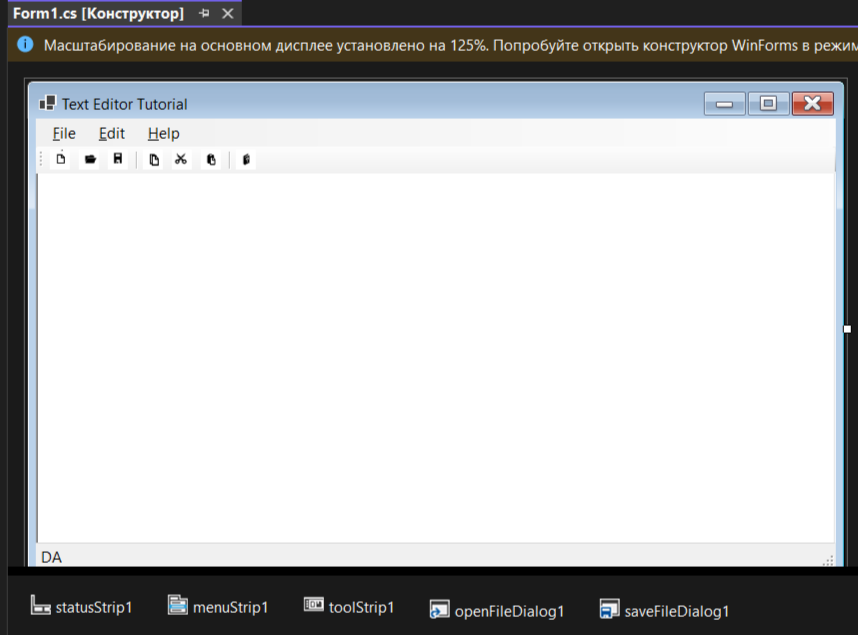 Form1.cs [Конструктор]
Масштабирование на основном дисплее установлено на 125%. Попробуйте открыть конструктор WinForms в режим
Text Editor Tutorial
File Edit Help
DA
statusStrip1 menuStrip1 toolStrip1 openFileDialog1 saveFileDialog1